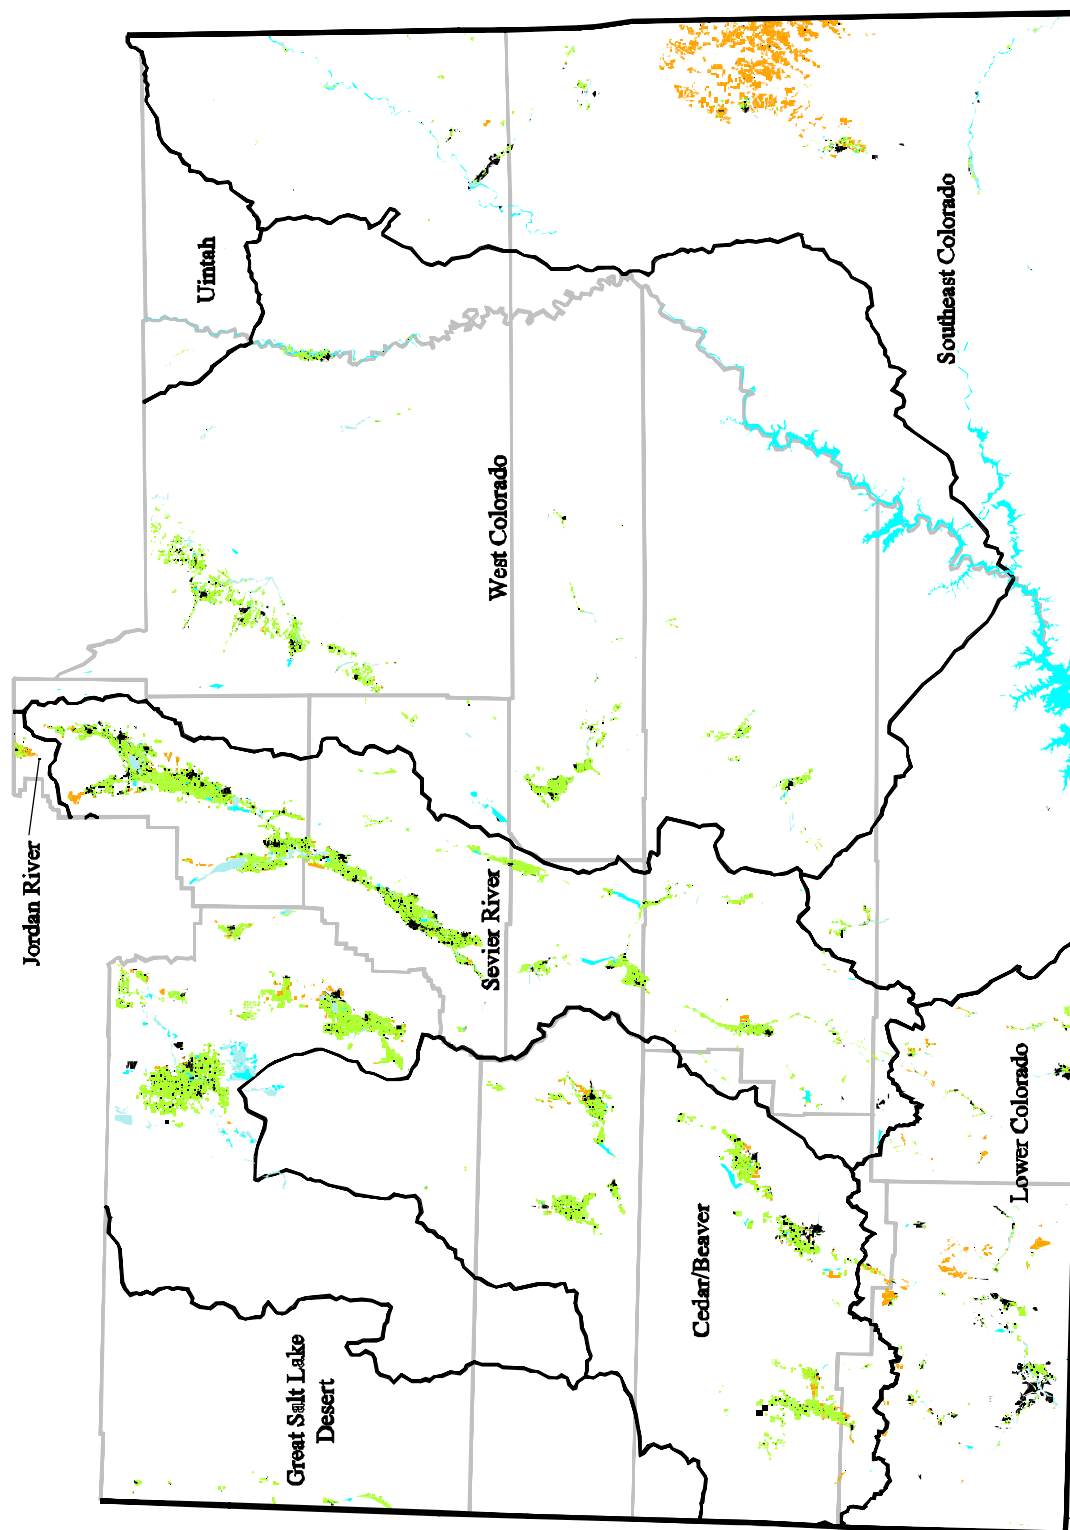 Jordan River
Uintah
Great Salt Lake
Desert
Sevier River
West Colorado
Cedar/Beaver
Lower Colorado
Southeast Colorado